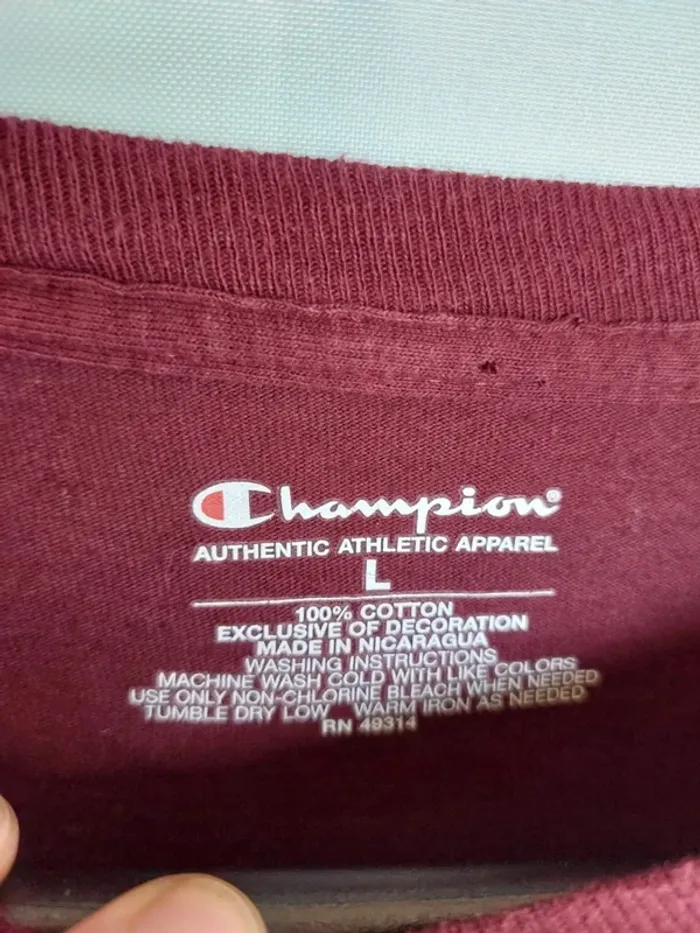 Champion®
AUTHENTIC ATHLETIC APPAREL
L
100% COTTON
EXCLUSIVE OF DECORATION
MADE IN NICARAGUA
WASHING INSTRUCTIONS
MACHINE WASH COLD WITH LIKE COLORS
USE ONLY NON-CHLORINE BLEACH WHEN NEEDED
TUMBLE DRY LOW WARM IRON AS NEEDED
RN 49314